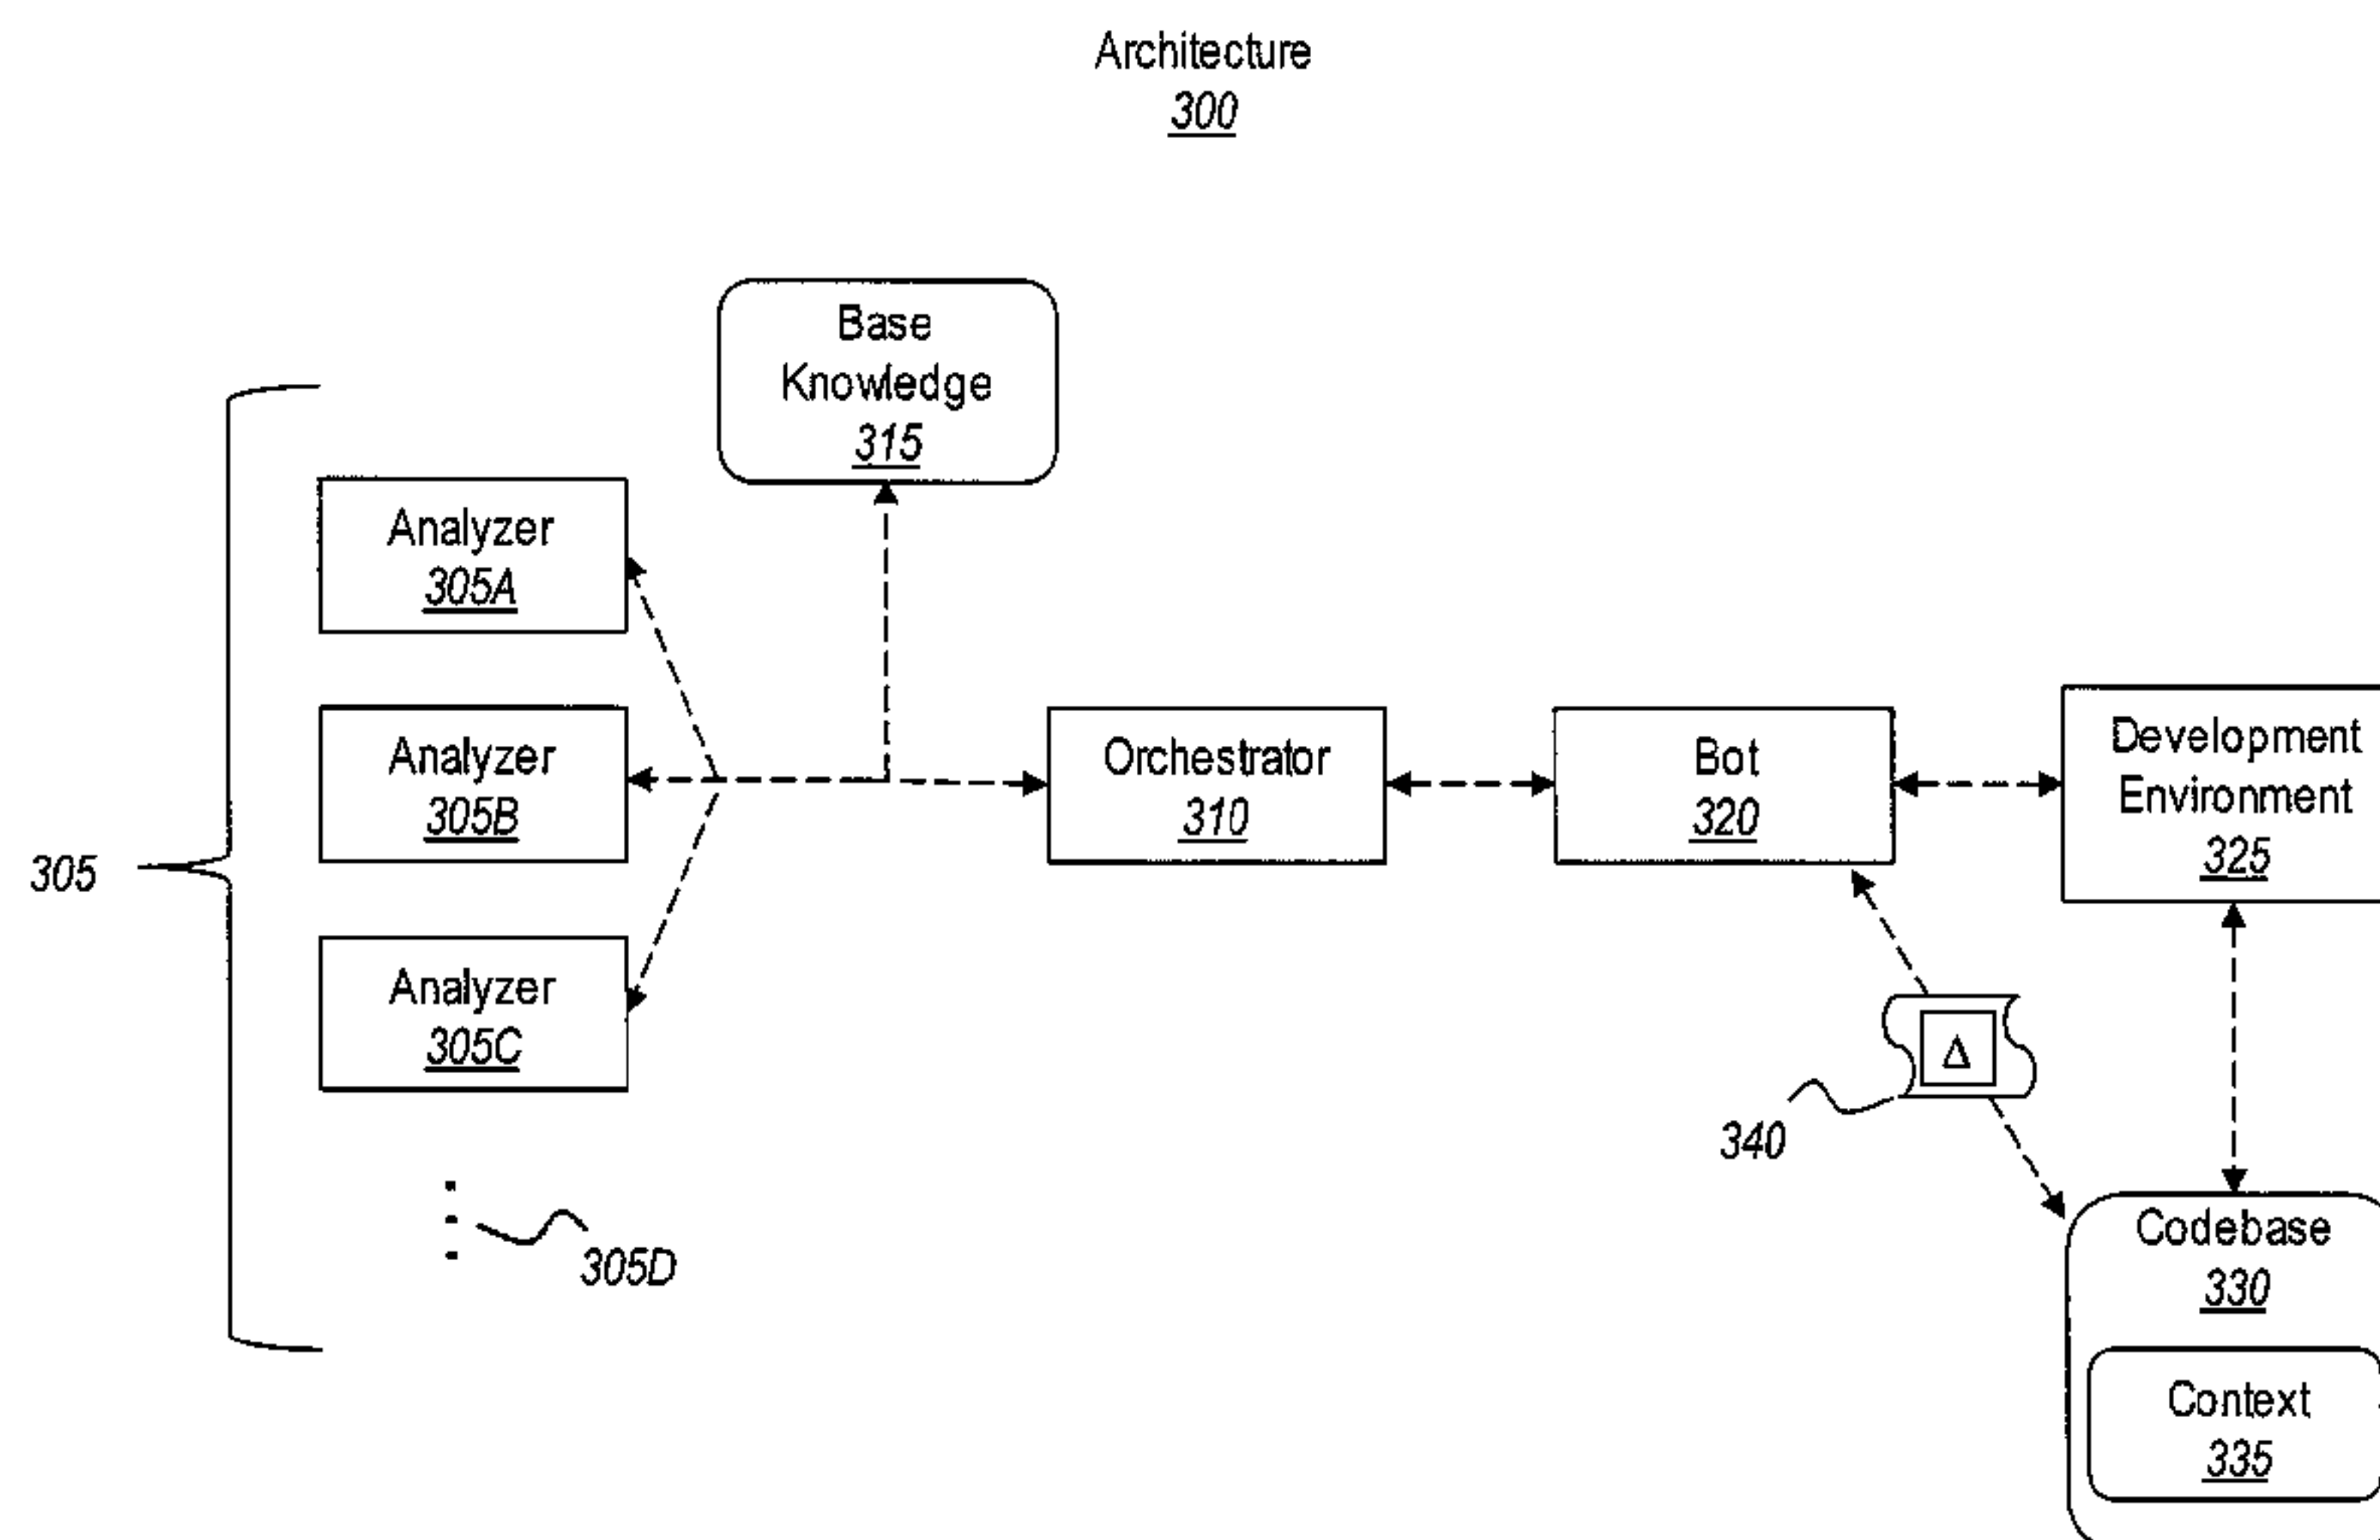 Architecture
300
Base
Knowledge
315
Analyzer
305A
Analyzer
305B
305
Analyzer
305C
305D
Orchestrator
310
Bot
320
Development
Environment
325
Δ
340
Codebase
330
Context
335